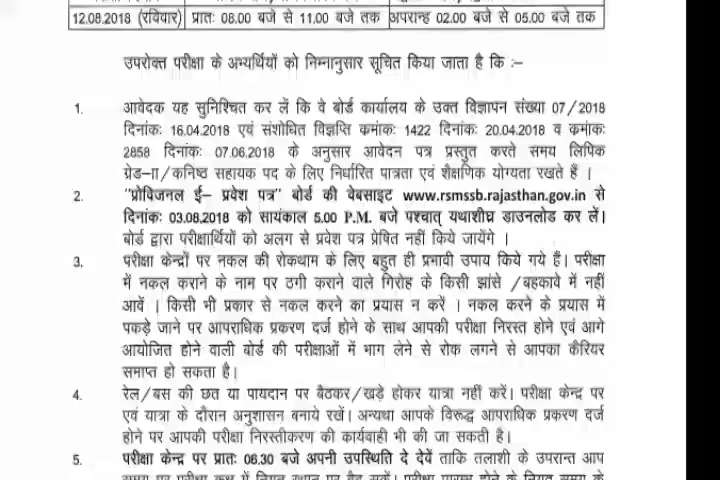 12.08.2018 (रविवार) प्रातः 08.00 बजे से 11.00 बजे तक अपरान्ह 02.00 बजे से 05.00 बजे तक
उपरोक्त परीक्षा के अभ्यर्थियों को निम्नानुसार सूचित किया जाता है कि :-
1. आवेदक यह सुनिश्चित कर लें कि वे बोर्ड कार्यालय के उक्त विज्ञापन संख्या 07/2018
दिनांकः 16.04.2018 एवं संशोधित विज्ञप्ति कमांकः 1422 दिनांकः 20.04.2018 व कमांकः
2858 दिनांकः 07.06.2018 के अनुसार आवेदन पत्र प्रस्तुत करते समय लिपिक
ग्रेड-II/कनिष्ठ सहायक पद के लिए निर्धारित पात्रता एवं शैक्षणिक योग्यता रखते हैं ।
2. "प्रोविजनल ई- प्रवेश पत्र" बोर्ड की वेबसाइट www.rsmssb.rajasthan.gov.in से
दिनांकः 03.08.2018 को सायंकाल 5.00 P.M. बजे पश्चात् यथाशीघ्र डाउनलोड कर लें।
बोर्ड द्वारा परीक्षार्थियों को अलग से प्रवेश पत्र प्रेषित नहीं किये जायेंगे ।
3. परीक्षा केन्द्रों पर नकल की रोकथाम के लिए बहुत ही प्रभावी उपाय किये गये हैं। परीक्षा
में नकल कराने के नाम पर ठगी कराने वाले गिरोह के किसी झांसे /बहकावे में नहीं
आवें । किसी भी प्रकार से नकल करने का प्रयास न करें । नकल करने के प्रयास में
पकड़े जाने पर आपराधिक प्रकरण दर्ज होने के साथ आपकी परीक्षा निरस्त होने एवं आगे
आयोजित होने वाली बोर्ड की परीक्षाओं में भाग लेने से रोक लगने से आपका कैरियर
समाप्त हो सकता है।
4. रेल/बस की छत या पायदान पर बैठकर/खड़े होकर यात्रा नहीं करें। परीक्षा केन्द्र पर
एवं यात्रा के दौरान अनुशासन बनाये रखें। अन्यथा आपके विरूद्ध आपराधिक प्रकरण दर्ज
होने पर आपकी परीक्षा निरस्तीकरण की कार्यवाही भी की जा सकती है।
5. परीक्षा केन्द्र पर प्रातः 06.30 बजे अपनी उपस्थिति दे देवें ताकि तलाशी के उपरान्त आप